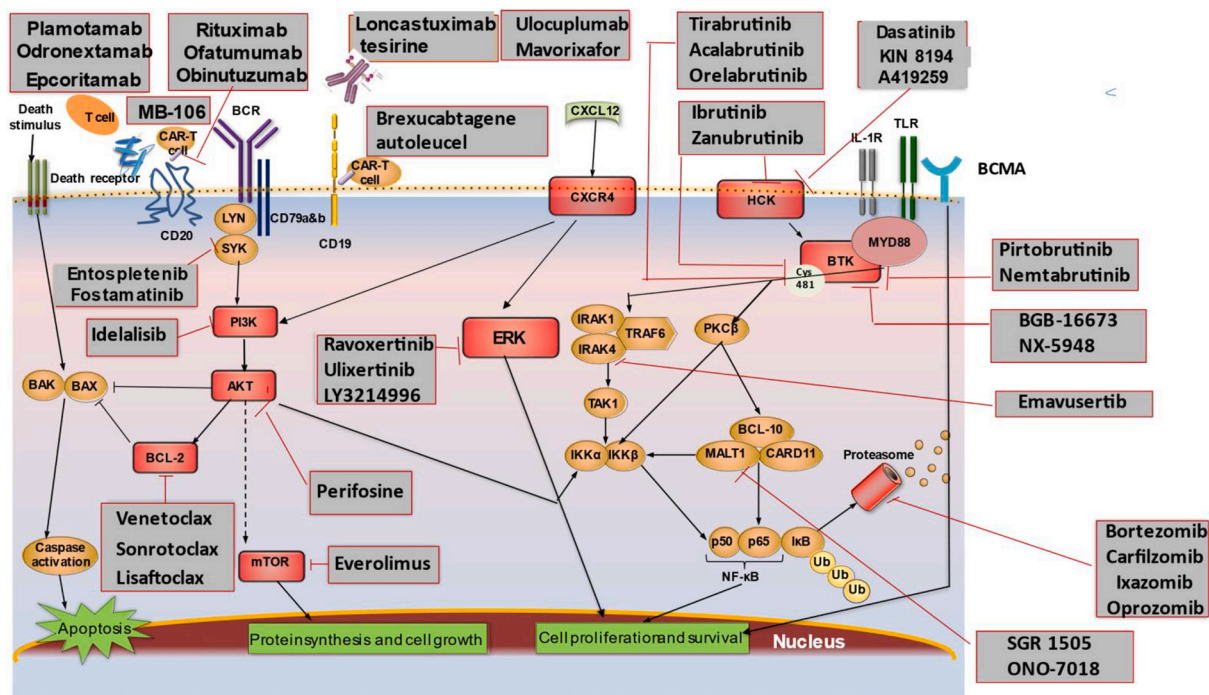 Plamotamab
Odronextamab
Epcoritamab
Rituximab
Ofatumumab
Obinutuzumab
Loncastuximab
tesirine
Ulocuplumab
Mavorixafor
Tirabrutinib
Acalabrutinib
Orelabrutinib
Dasatinib
KIN 8194
A419259
Death
stimulus
T cell
MB-106
CAR-T
cell
BCR
Brexucabtagene
autoleucel
CAR-T
cell
CXCL12
Ibrutinib
Zanubrutinib
IL-1R
TLR
BCMA
Death receptor
CD20
LYN
SYK
CD79a&b
CD19
CXCR4
HCK
MYD88
BTK
Cys
481
Entospletenib
Fostamatinib
Pirtobrutinib
Nemtabrutinib
Idelalisib
PI3K
Ravoxertinib
Ulixertinib
LY3214996
ERK
IRAK1
TRAF6
IRAK4
PKCβ
BGB-16673
NX-5948
BAK
BAX
AKT
TAK1
Emavusertib
BCL-2
IKKα
IKKβ
BCL-10
MALT1
CARD11
Proteasome
Perifosine
Venetoclax
Sonrotoclax
Lisaftoclax
Caspase
activation
mTOR
Everolimus
p50
p65
IκB
NF-κB
Ub
Ub
Ub
Bortezomib
Carfilzomib
Ixazomib
Oprozomib
Apoptosis
Proteinsynthesis and cell growth
Cell proliferationand survival
Nucleus
SGR 1505
ONO-7018